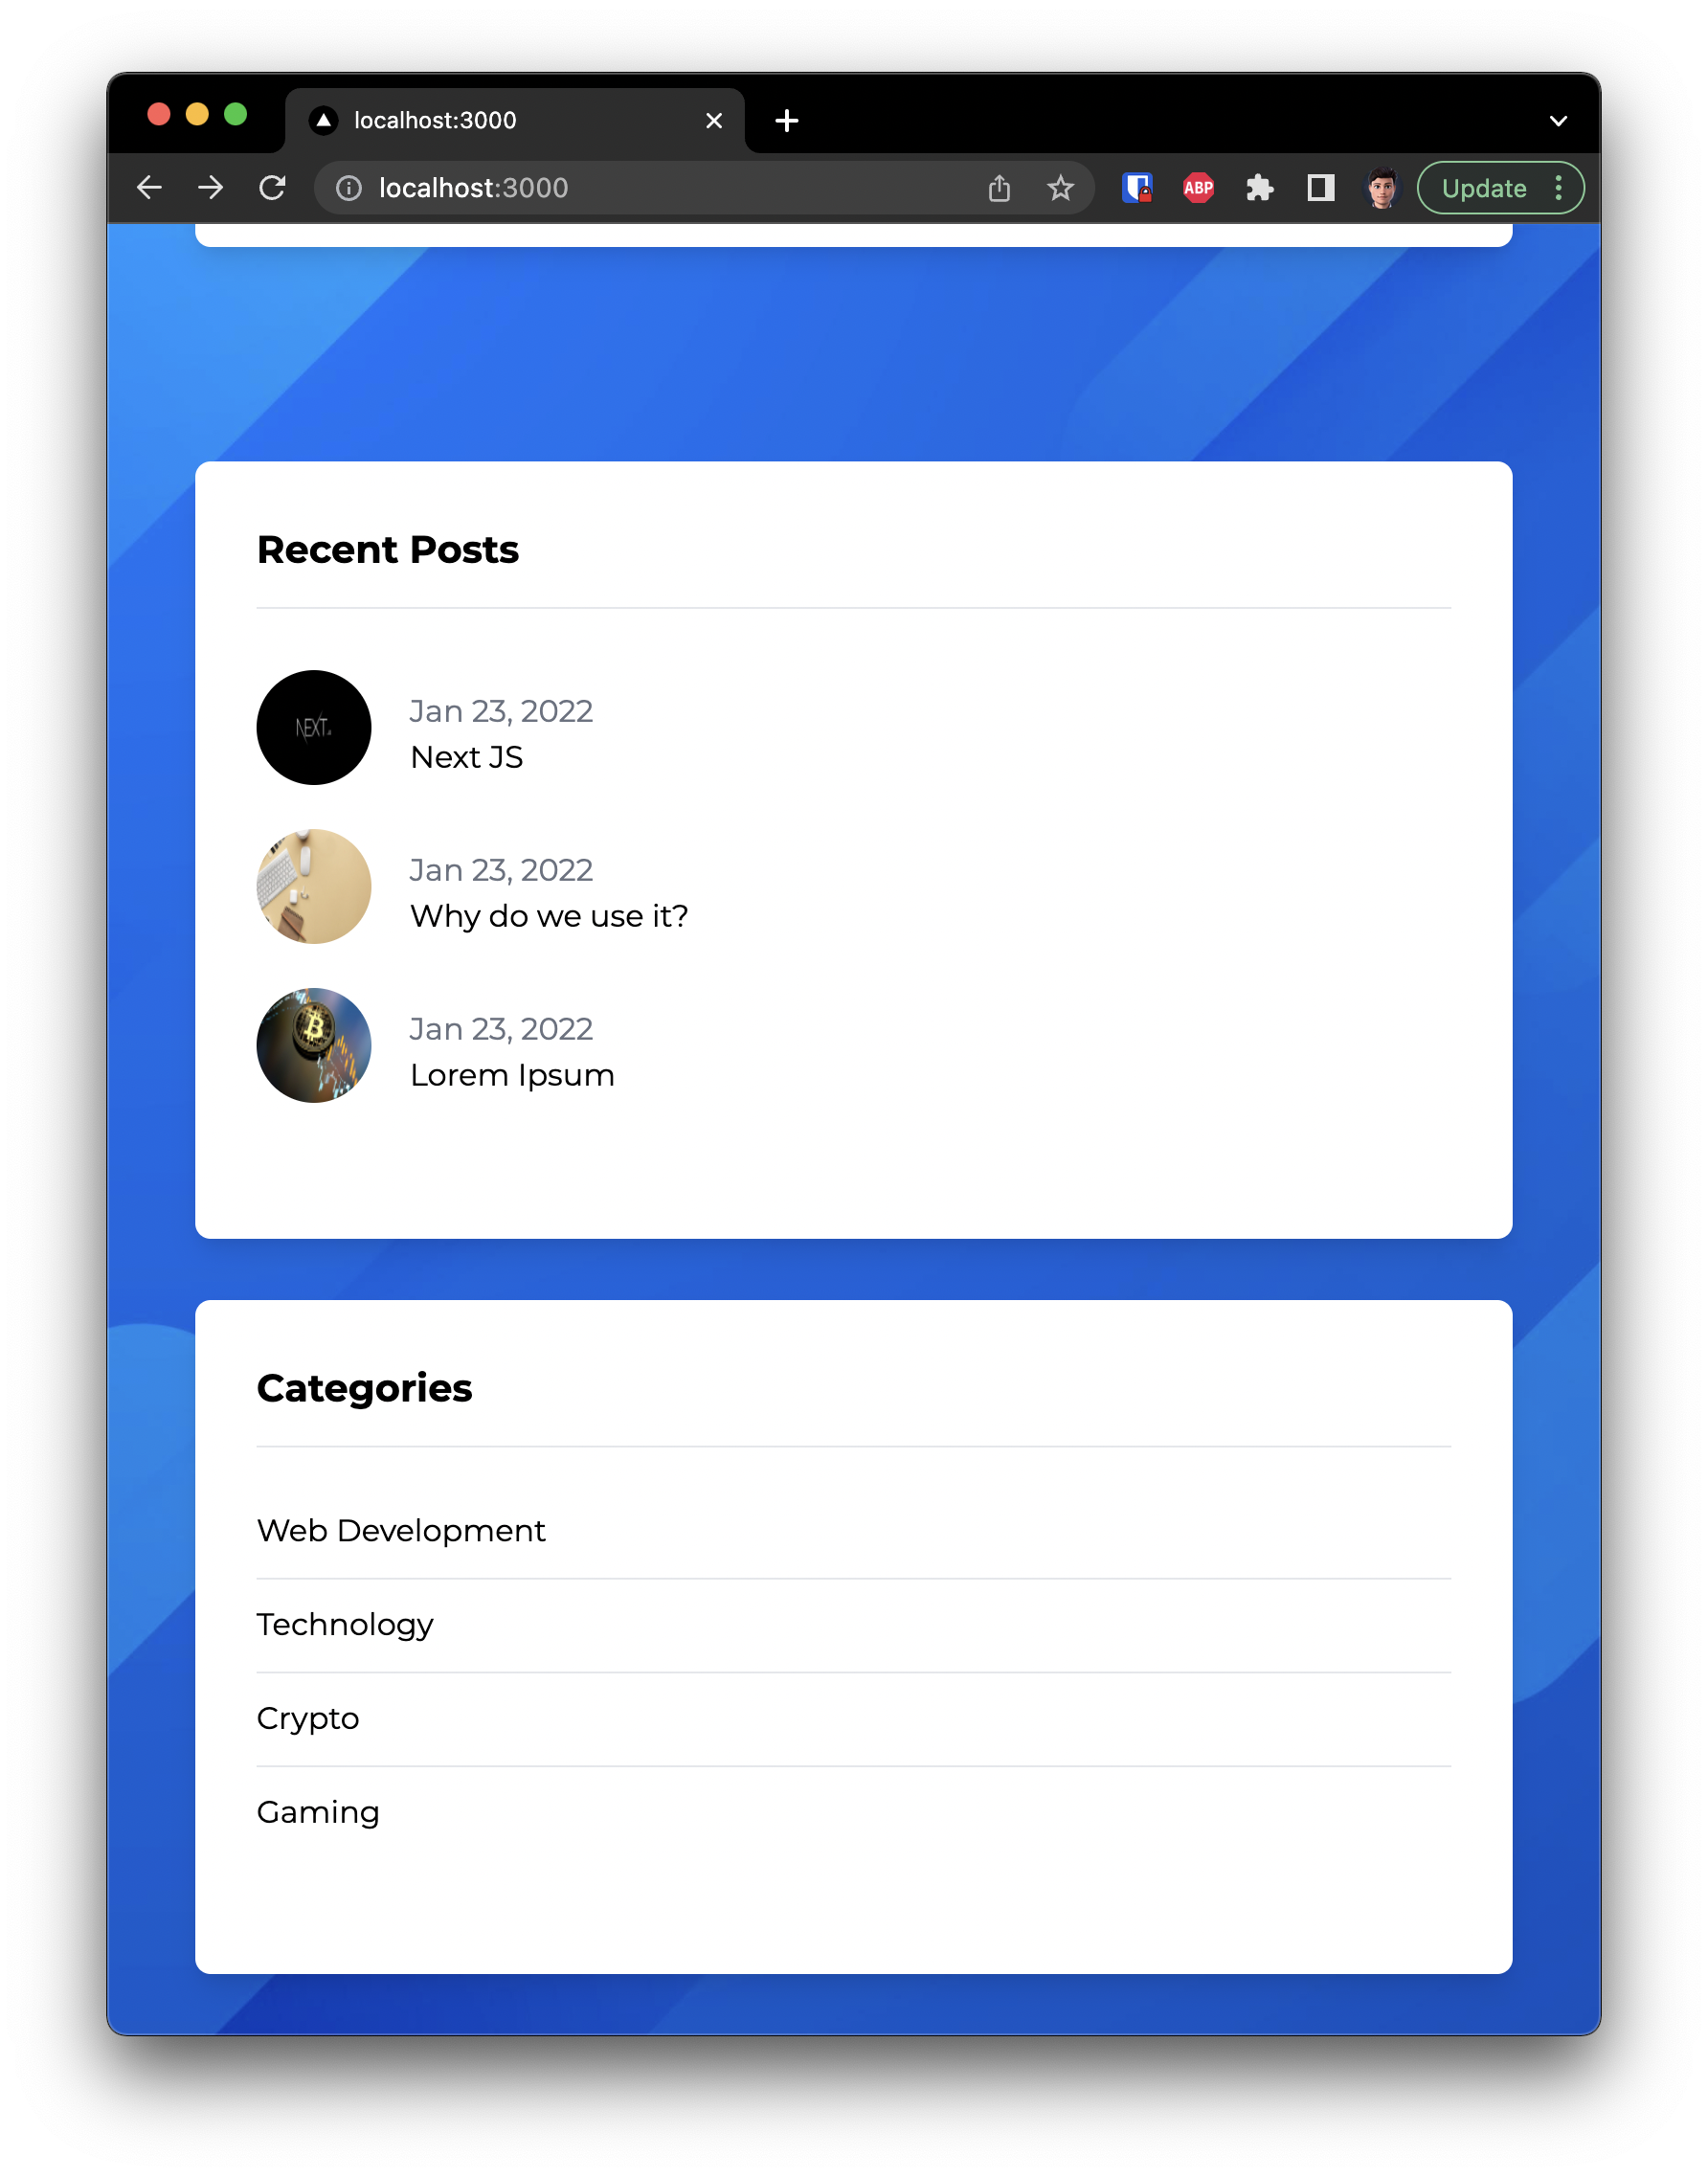 localhost:3000
localhost:3000
ABP
Update
Recent Posts
NEXT
Jan 23, 2022
Next JS
Jan 23, 2022
Why do we use it?
Jan 23, 2022
Lorem Ipsum
Categories
Web Development
Technology
Crypto
Gaming